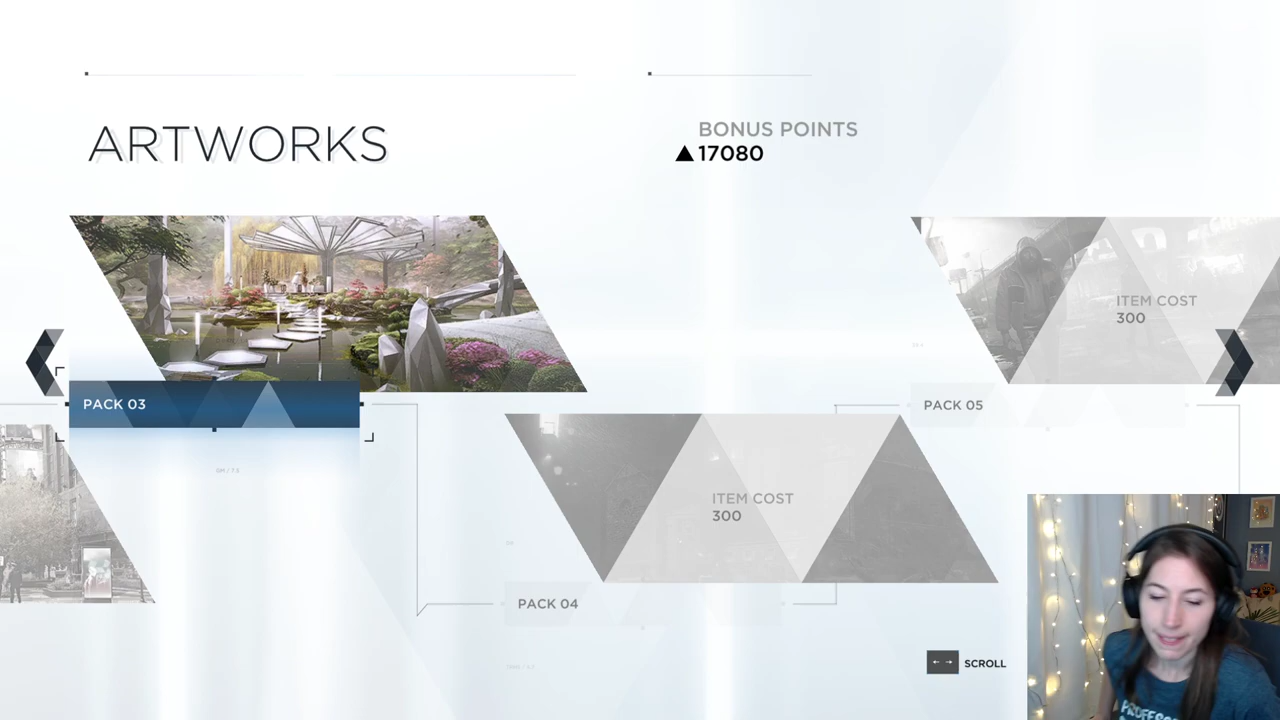 ARTWORKS
BONUS POINTS
17080
ITEM COST
300
PACK 03
PACK 05
ITEM COST
300
PACK 04
SCROLL